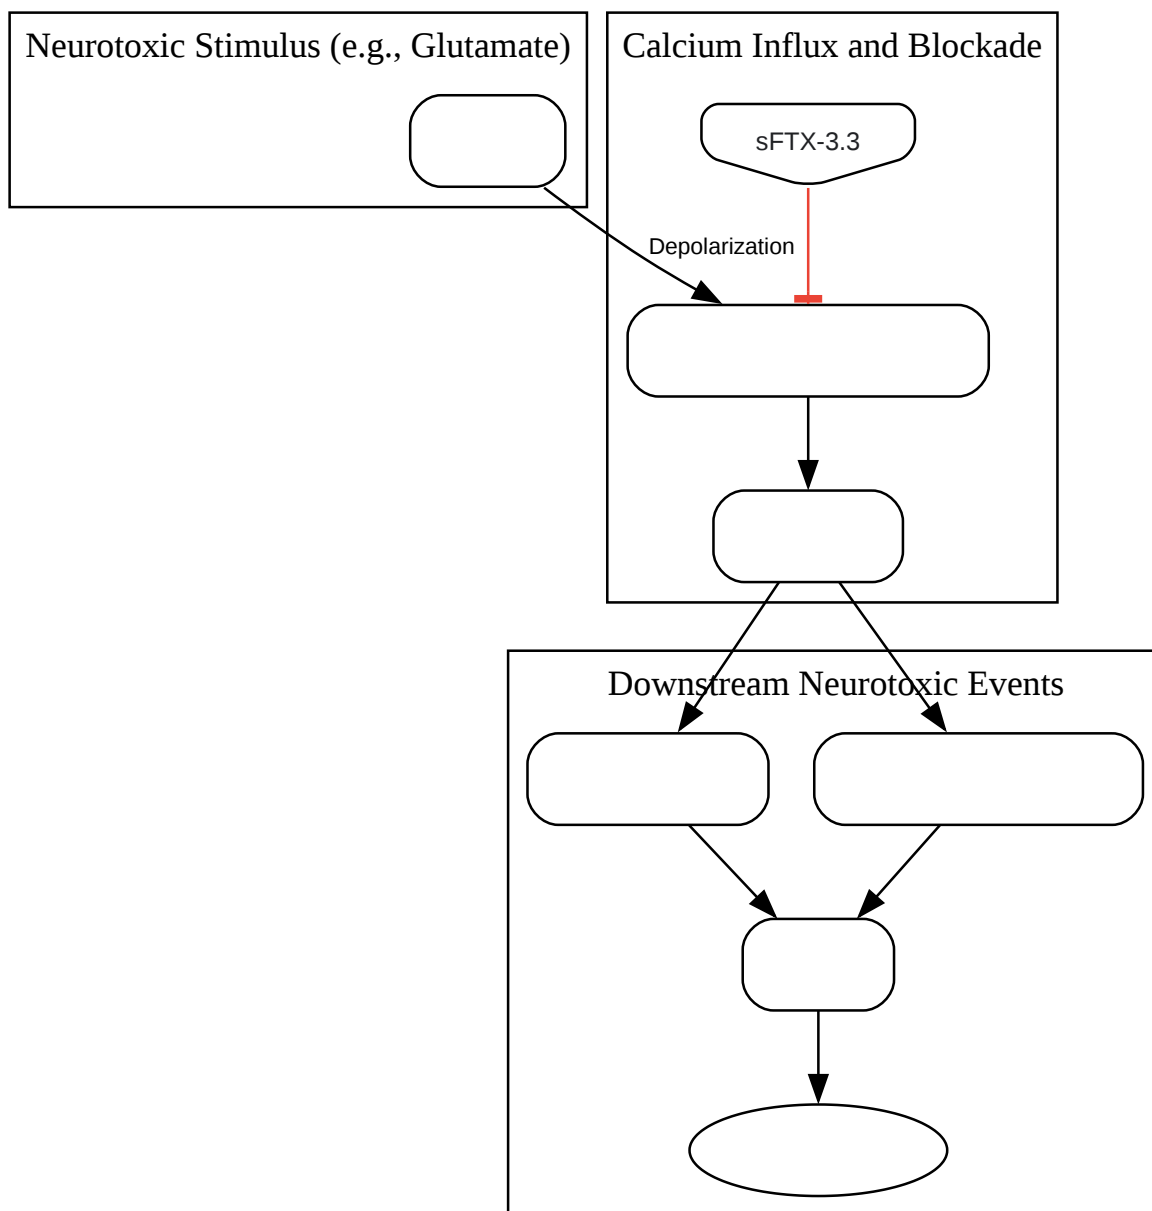 Neurotoxic Stimulus (e.g., Glutamate)
Calcium Influx and Blockade
sFTX-3.3
Depolarization
Downstream Neurotoxic Events